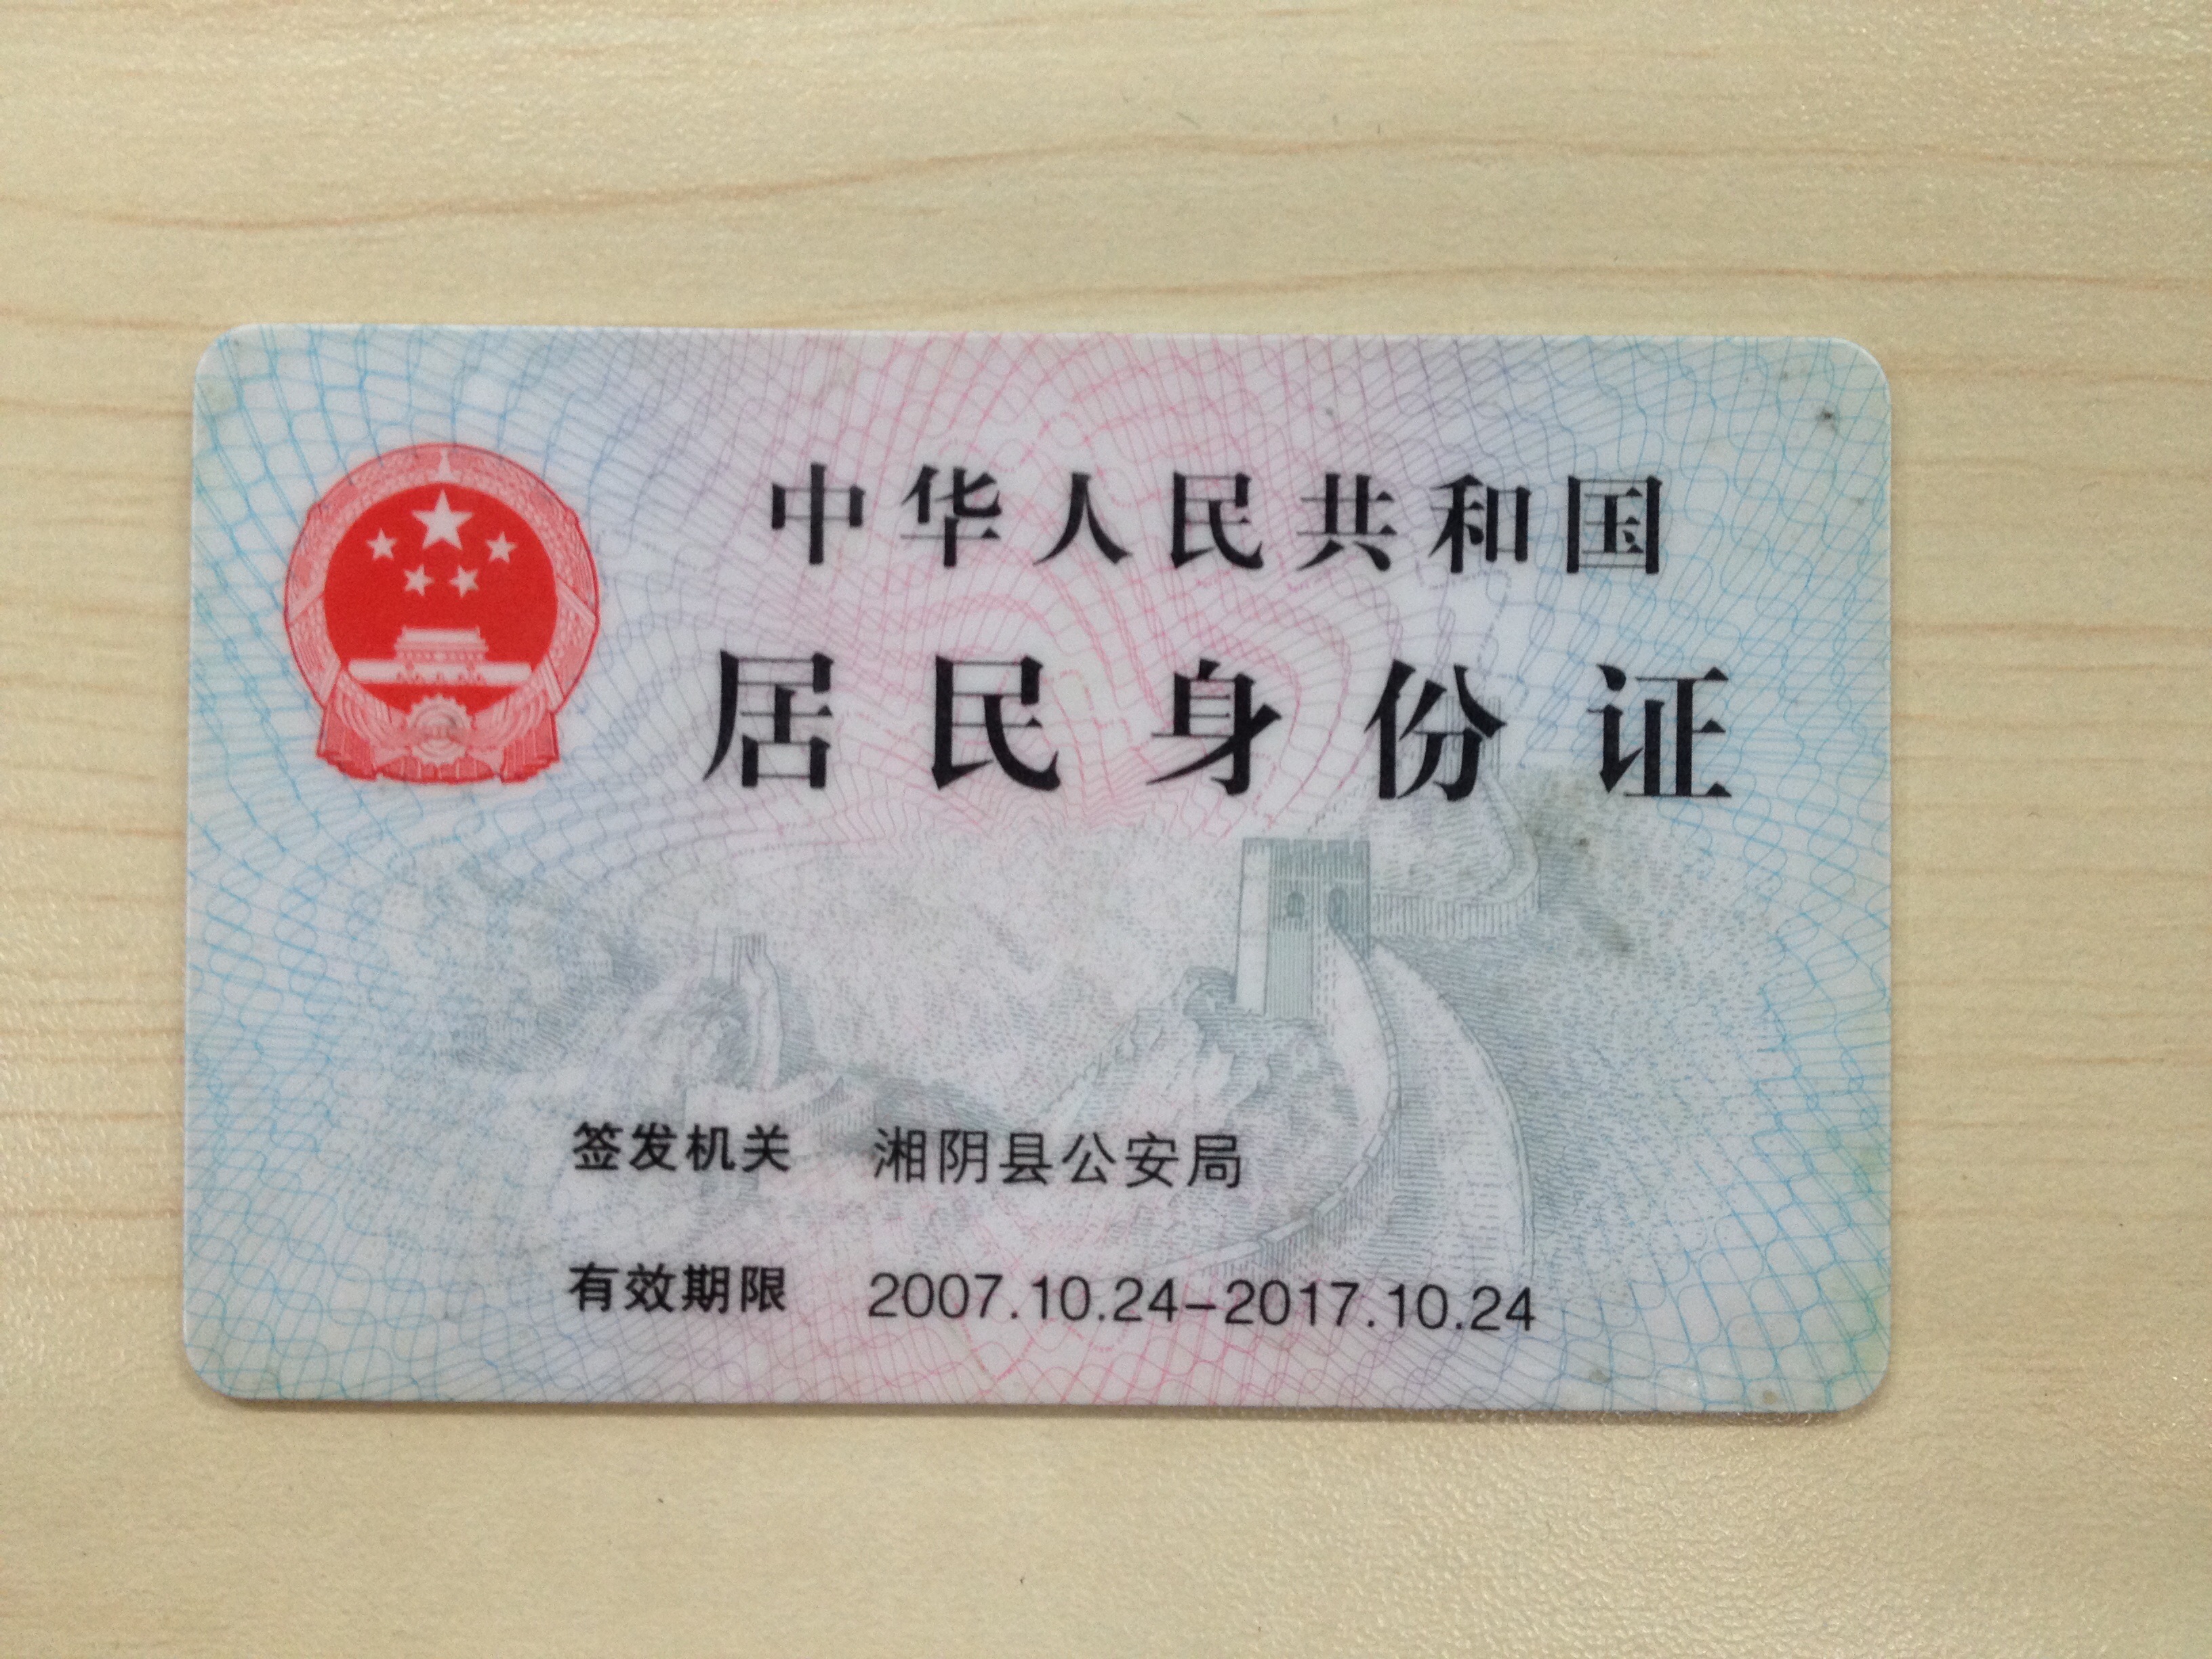 中华人民共和国
居民身份证
签发机关 湘阴县公安局
有效期限 2007.10.24-2017.10.24